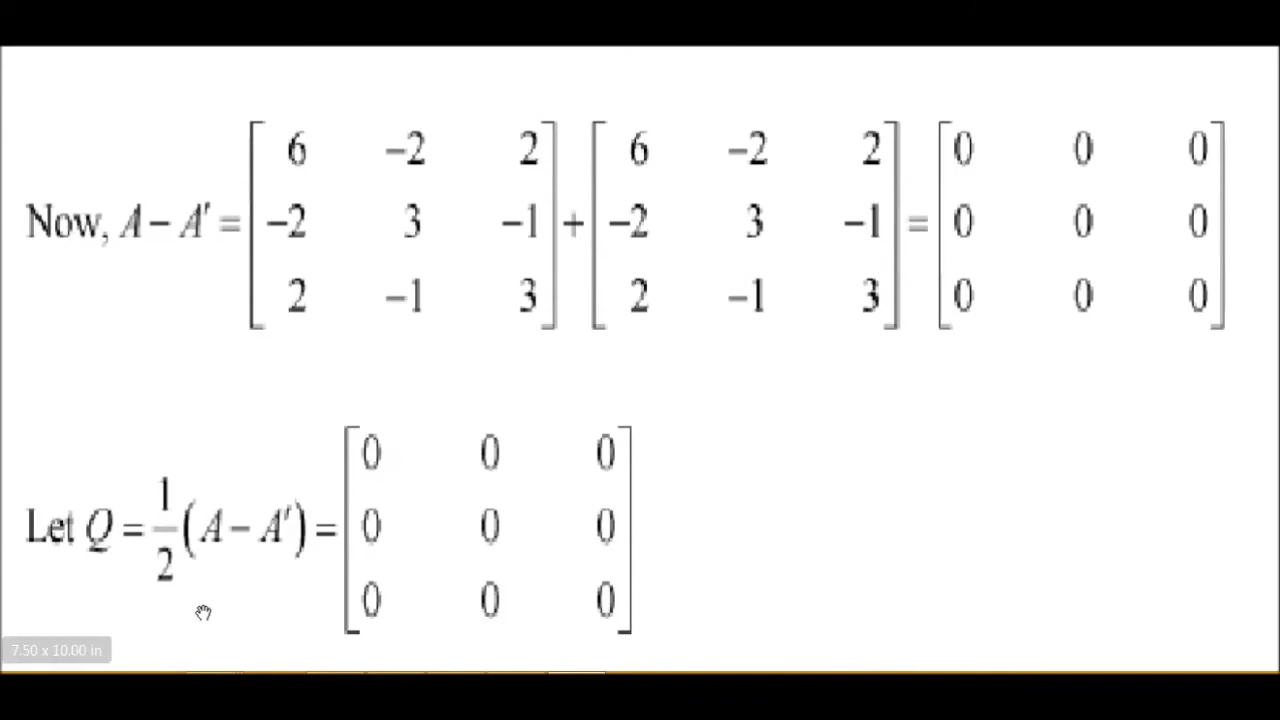 6 −2 2 6 −2 2 0 0 0
Now, A − A′ = −2 3 −1 + −2 3 −1 = 0 0 0
2 −1 3 2 −1 3 0 0 0
0 0 0
Let Q = 1/2 (A − A′) = 0 0 0
0 0 0
7.50 x 10.00 in